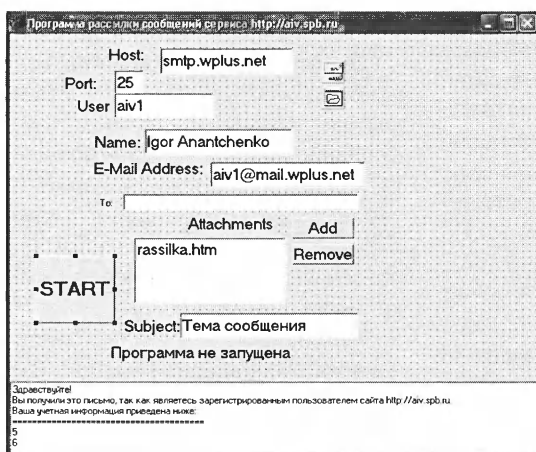 Программа рассылки сообщений сервиса http://aiv.spb.ru
Host: smtp.wplus.net
Port: 25
User aiv1
Name: Igor Anantchenko
E-Mail Address: aiv1@mail.wplus.net
To:
Attachments Add
rassilka.htm Remove
START
Subject: Тема сообщения
Программа не запущена
Здравствуйте!
Вы получили это письмо, так как являетесь зарегистрированным пользователем сайта http://aiv.spb.ru
Ваша учетная информация приведена ниже:
========================================
5
6